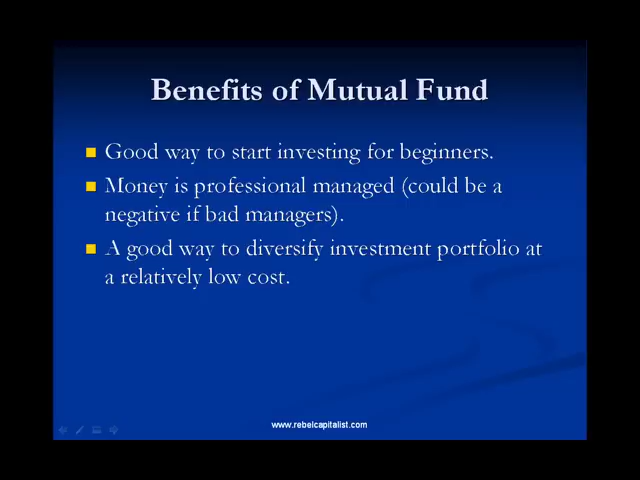 Benefits of Mutual Fund
Good way to start investing for beginners.
Money is professional managed (could be a
negative if bad managers).
A good way to diversify investment portfolio at
a relatively low cost.
www.rebelcapitalist.com